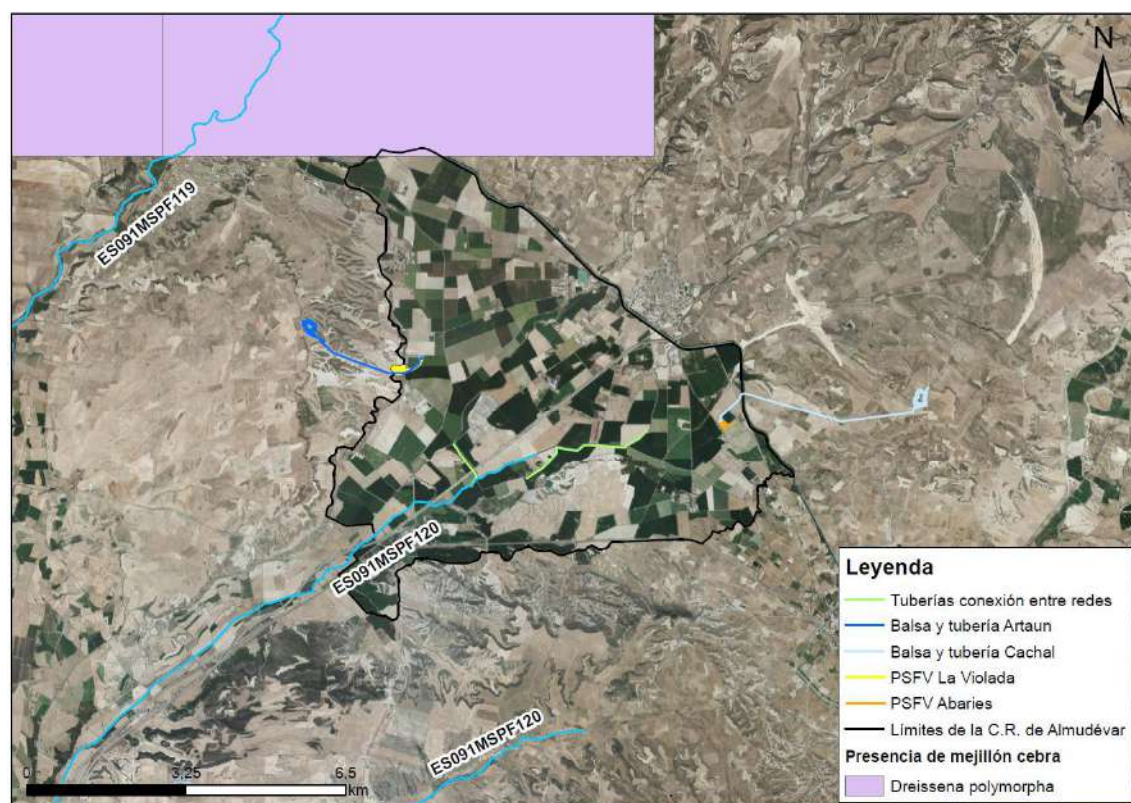 N
ES091MSPF119
ES091MSPF120
ES091MSPF120
Leyenda
Tuberías conexión entre redes
Balsa y tubería Artaun
Balsa y tubería Cachal
PSFV La Violada
PSFV Abaries
Límites de la C.R. de Almudévar
Presencia de mejillón cebra
Dreissena polymorpha
0 3,25 6,5
km